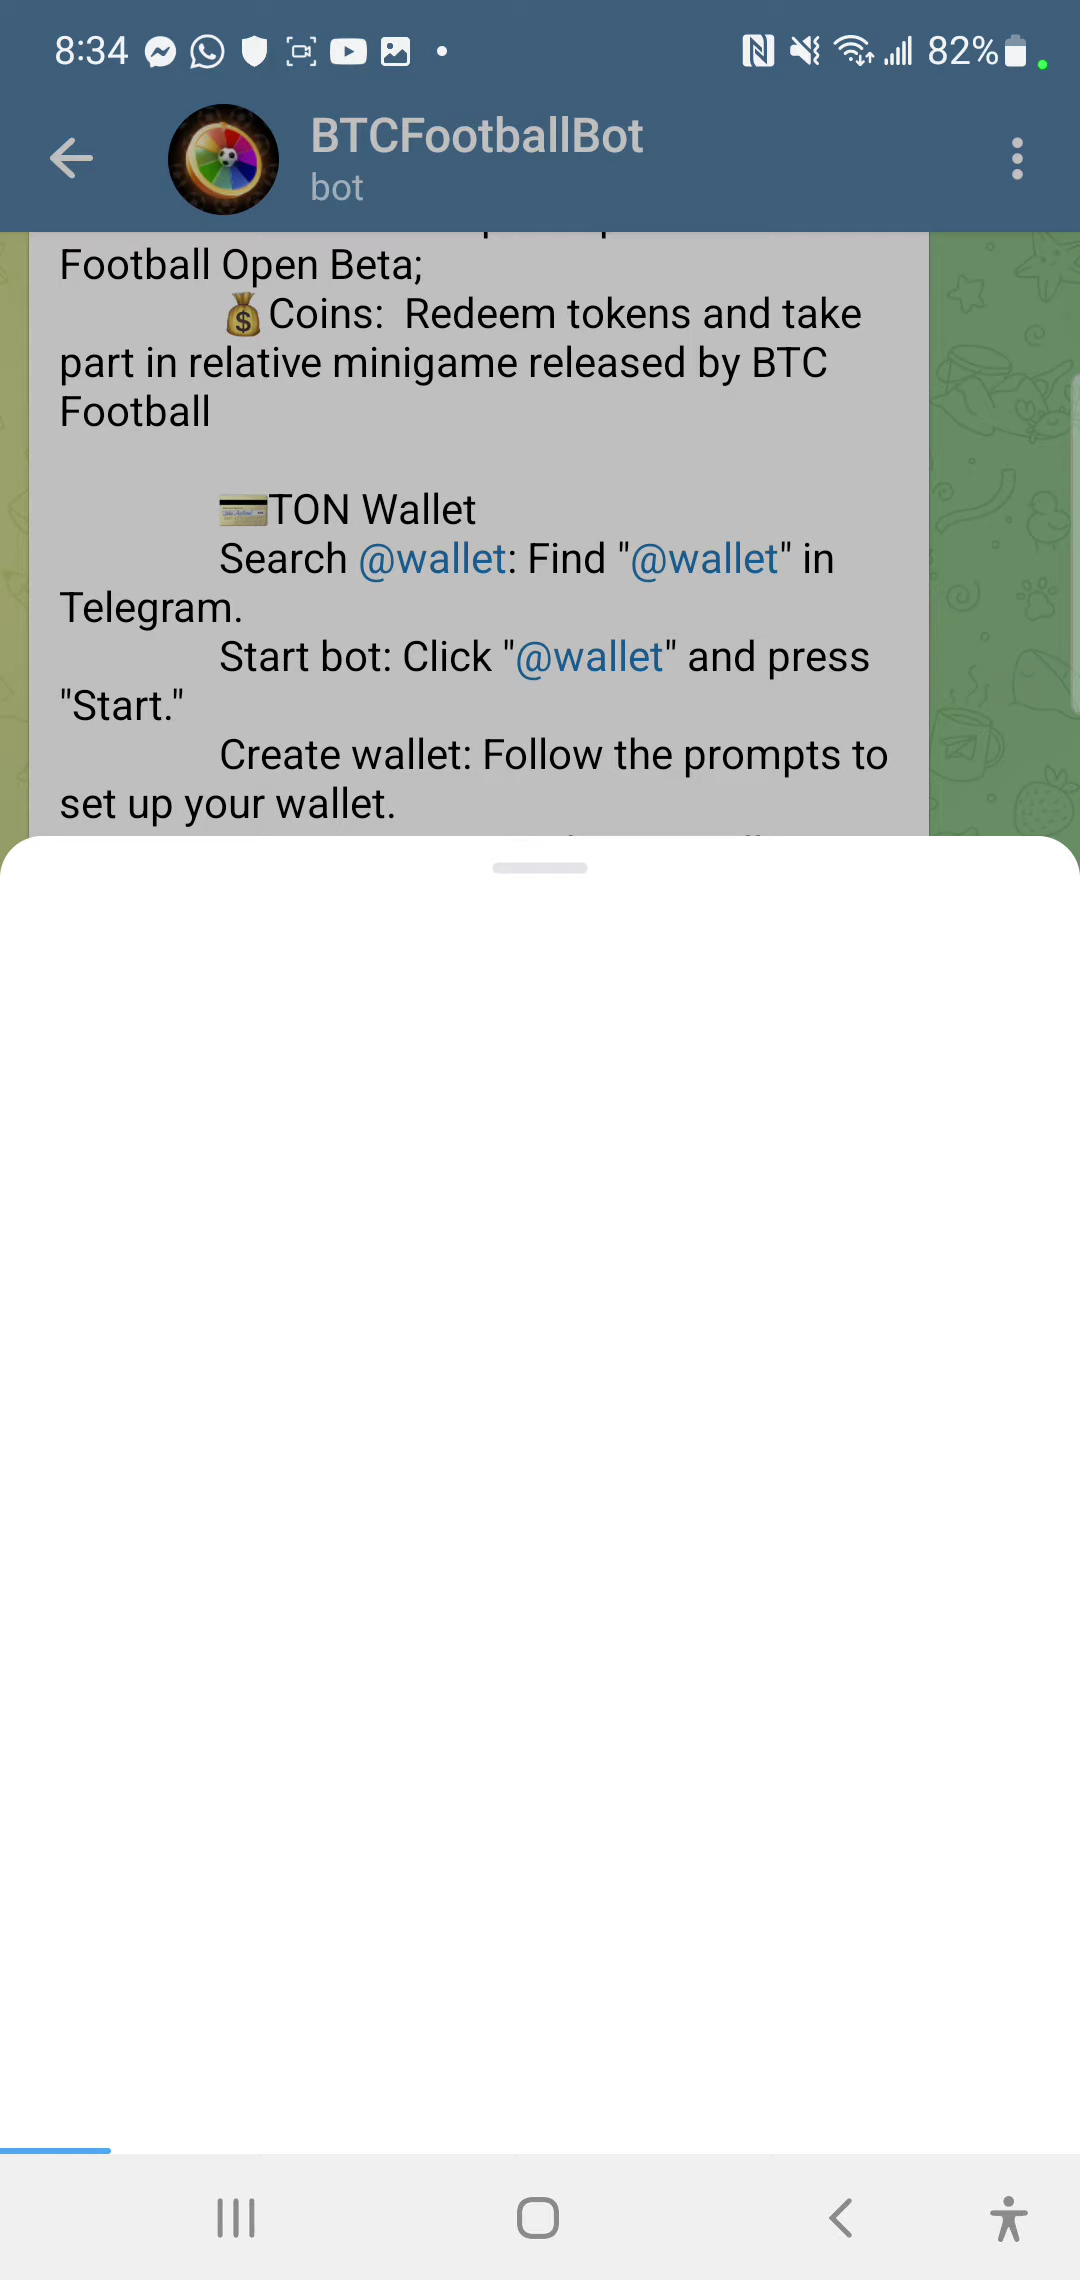 8:34
82%
BTCFootballBot
bot
Football Open Beta;
💰Coins:  Redeem tokens and take
part in relative minigame released by BTC
Football
💳TON Wallet
Search @wallet: Find "@wallet" in
Telegram.
Start bot: Click "@wallet" and press
"Start."
Create wallet: Follow the prompts to
set up your wallet.